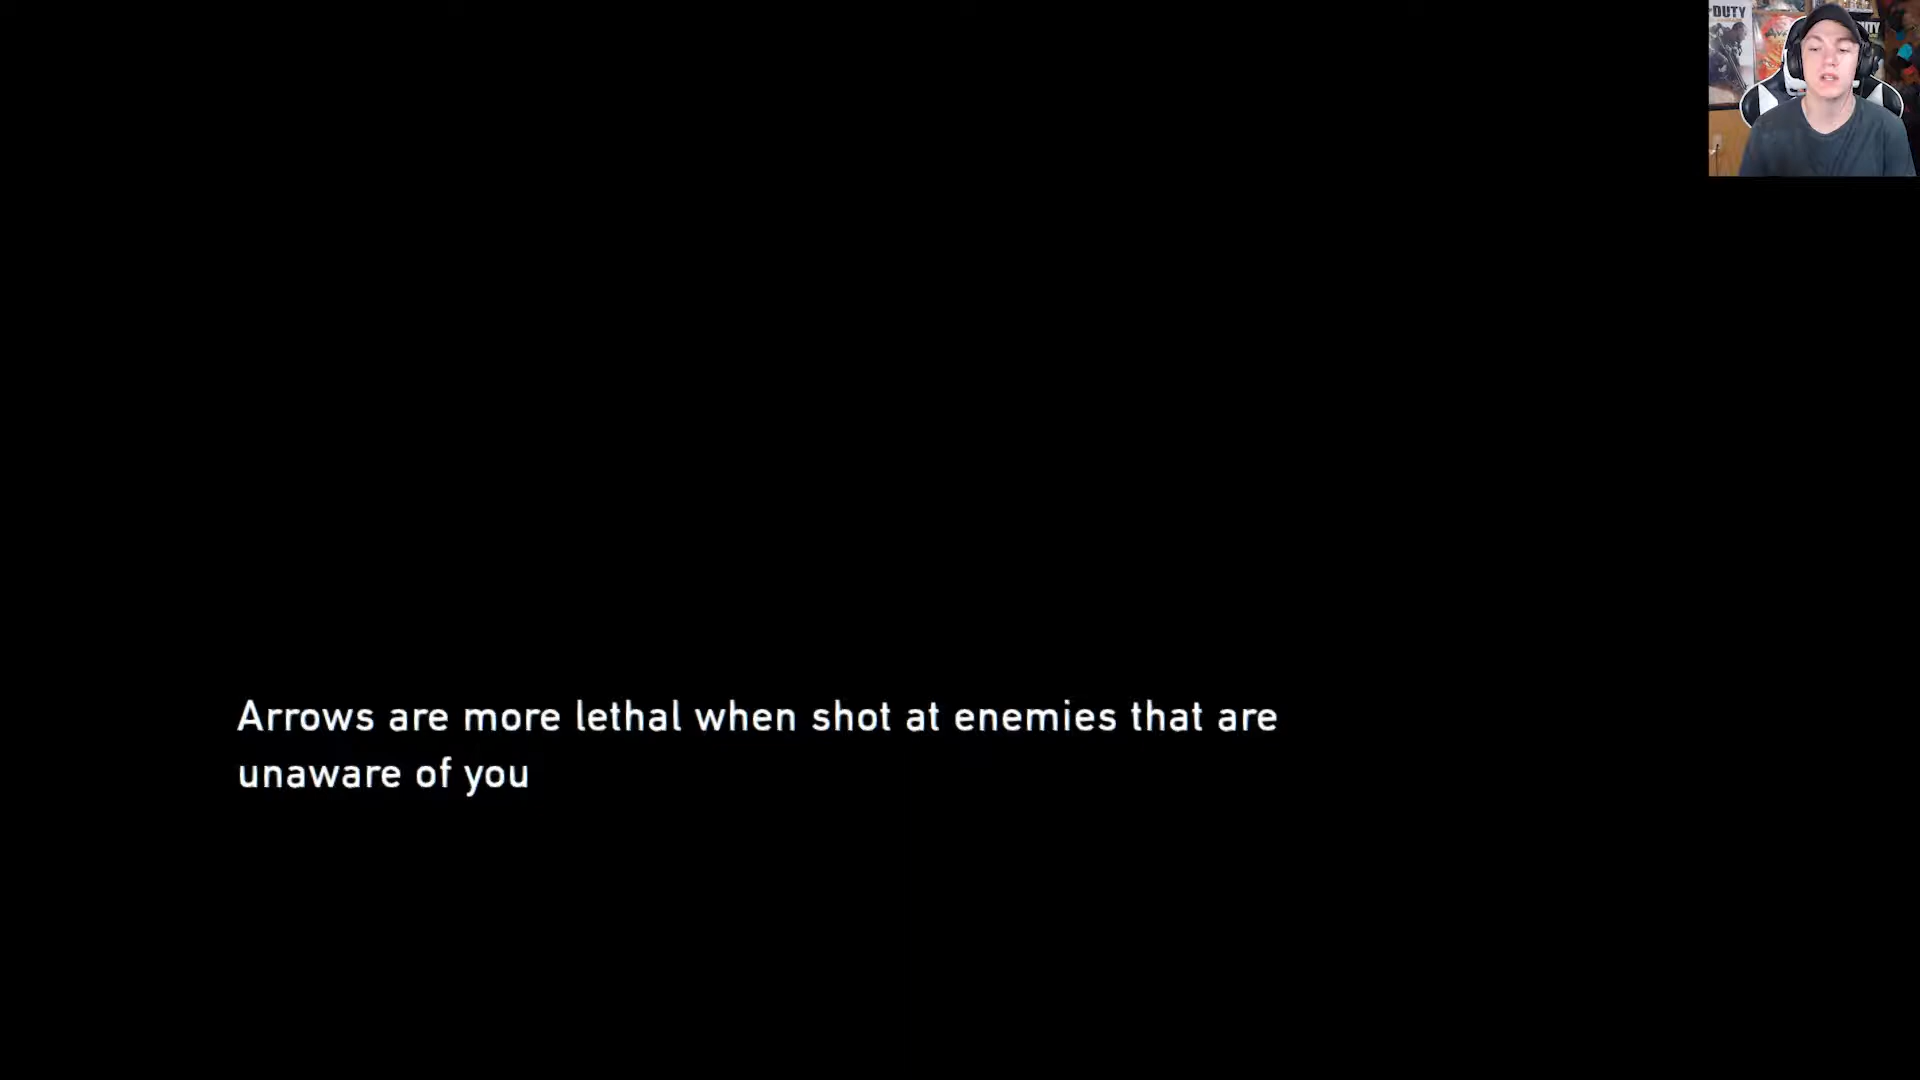 DUTY
Arrows are more lethal when shot at enemies that are
unaware of you